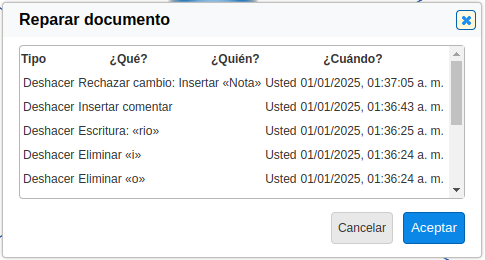 Reparar documento
Tipo ¿Qué? ¿Quién? ¿Cuándo?
Deshacer Rechazar cambio: Insertar «Nota» Usted 01/01/2025, 01:37:05 a. m.
Deshacer Insertar comentar Usted 01/01/2025, 01:36:43 a. m.
Deshacer Escritura: «rio» Usted 01/01/2025, 01:36:25 a. m.
Deshacer Eliminar «i» Usted 01/01/2025, 01:36:24 a. m.
Deshacer Eliminar «o» Usted 01/01/2025, 01:36:24 a. m.
Cancelar Aceptar